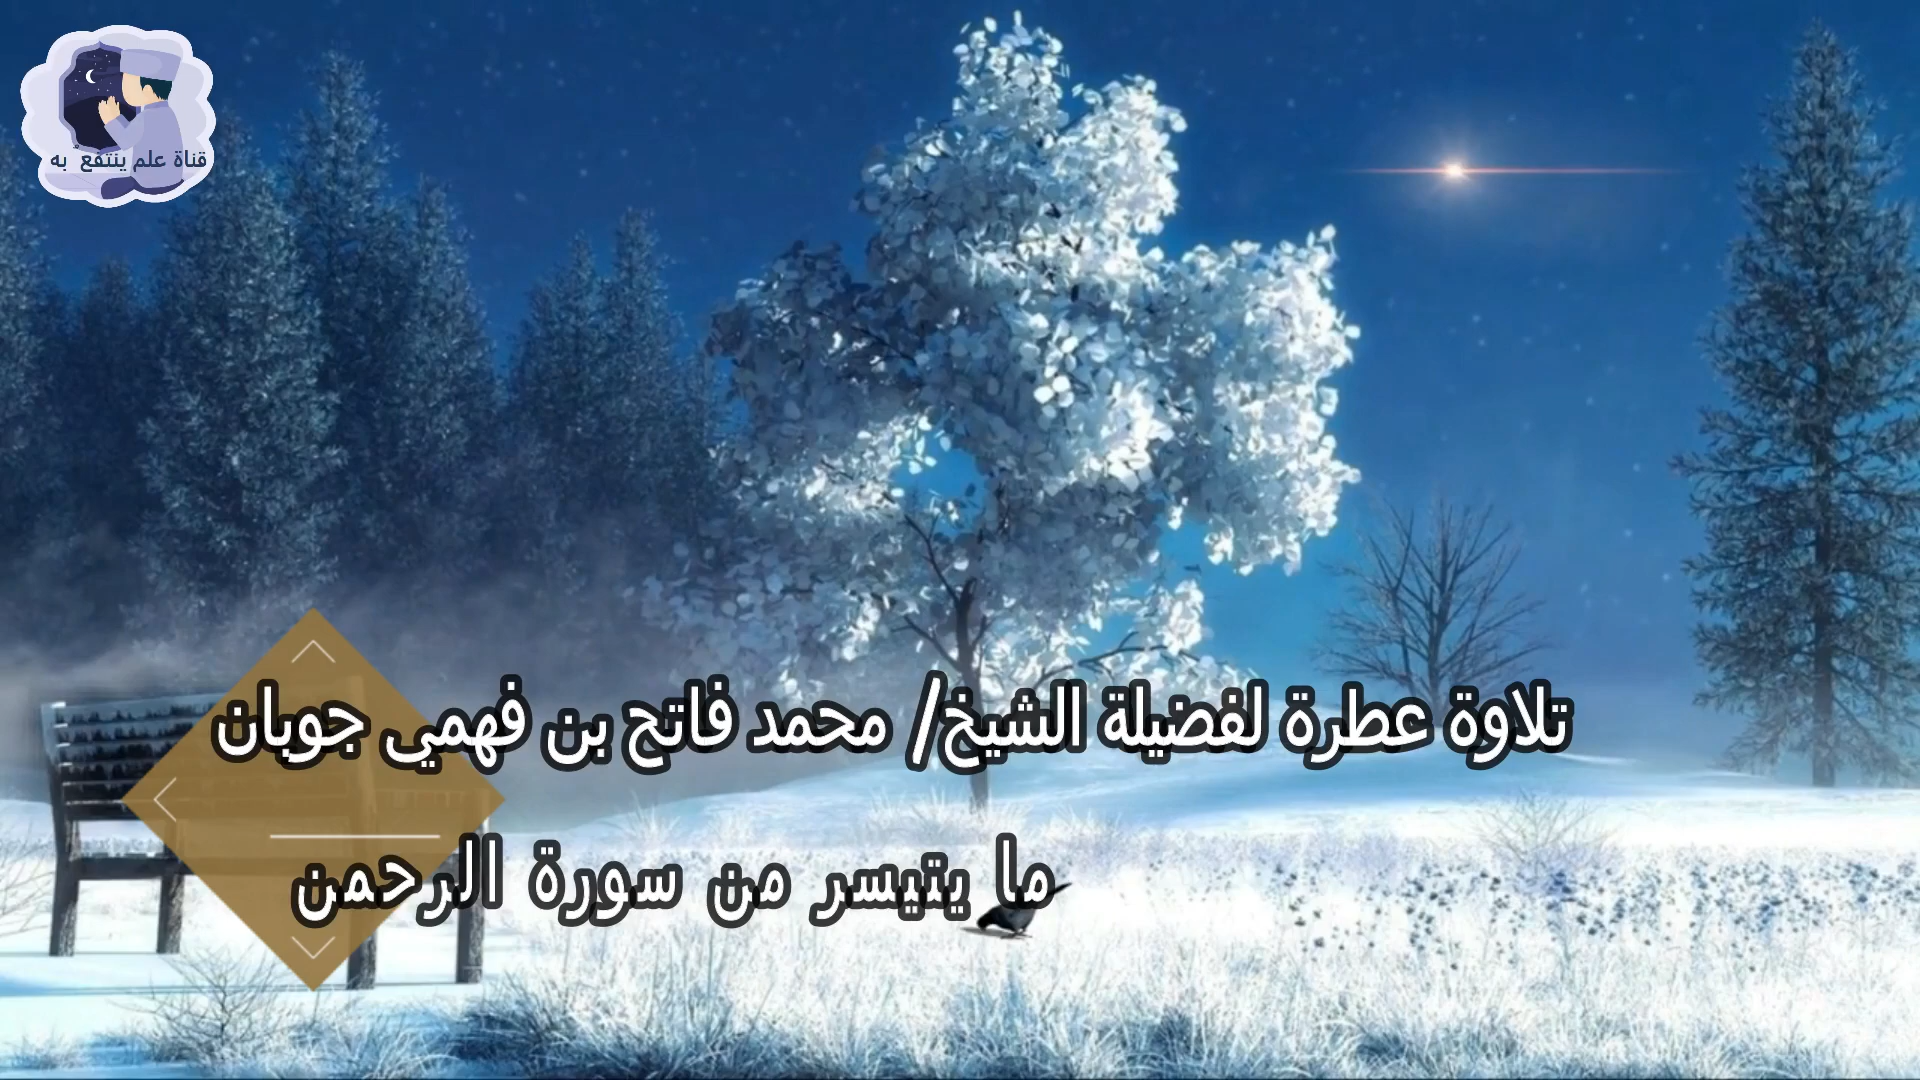 قناة علم ينتفعُ به
تلاوة عطرة لفضيلة الشيخ/ محمد فاتح بن فهمي جوبان
ما يتيسر من سورة الرحمن